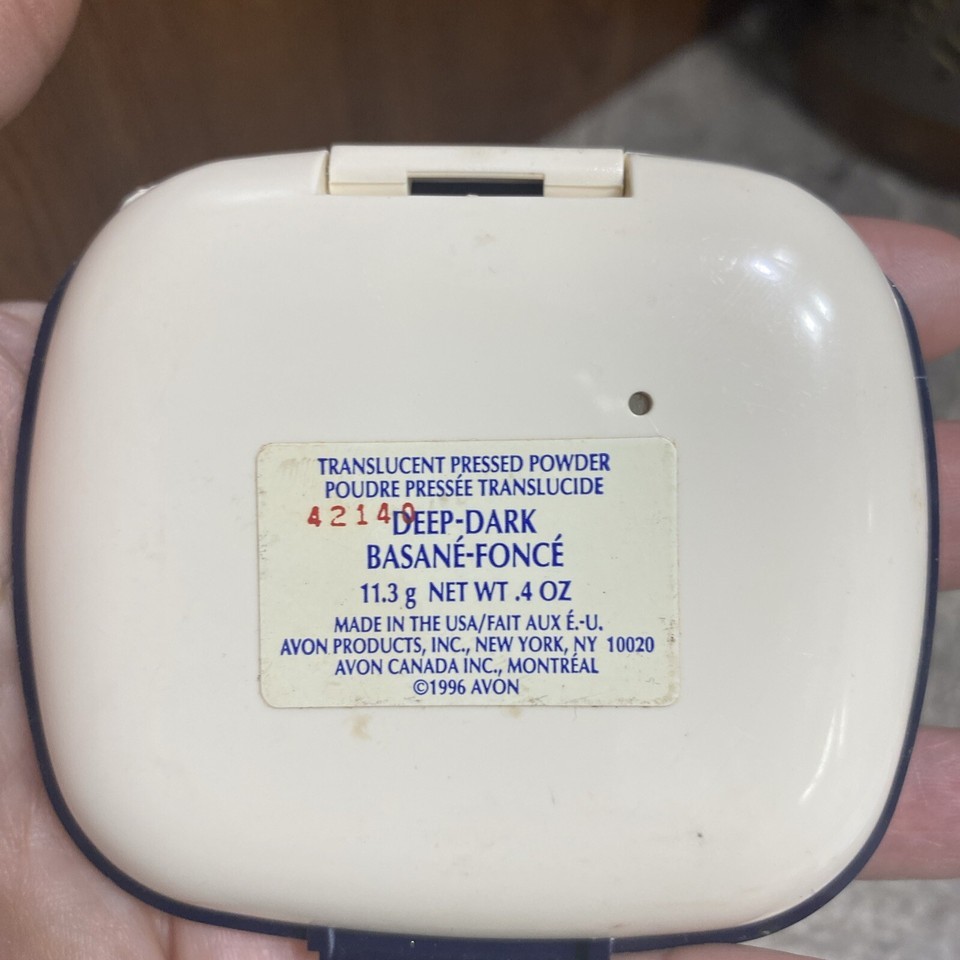 TRANSLUCENT PRESSED POWDER
POUDRE PRESSÉE TRANSLUCIDE
42140
DEEP-DARK
BASANÉ-FONCÉ
11.3 g NET WT .4 OZ
MADE IN THE USA/FAIT AUX É.-U.
AVON PRODUCTS, INC., NEW YORK, NY 10020
AVON CANADA INC., MONTRÉAL
©1996 AVON